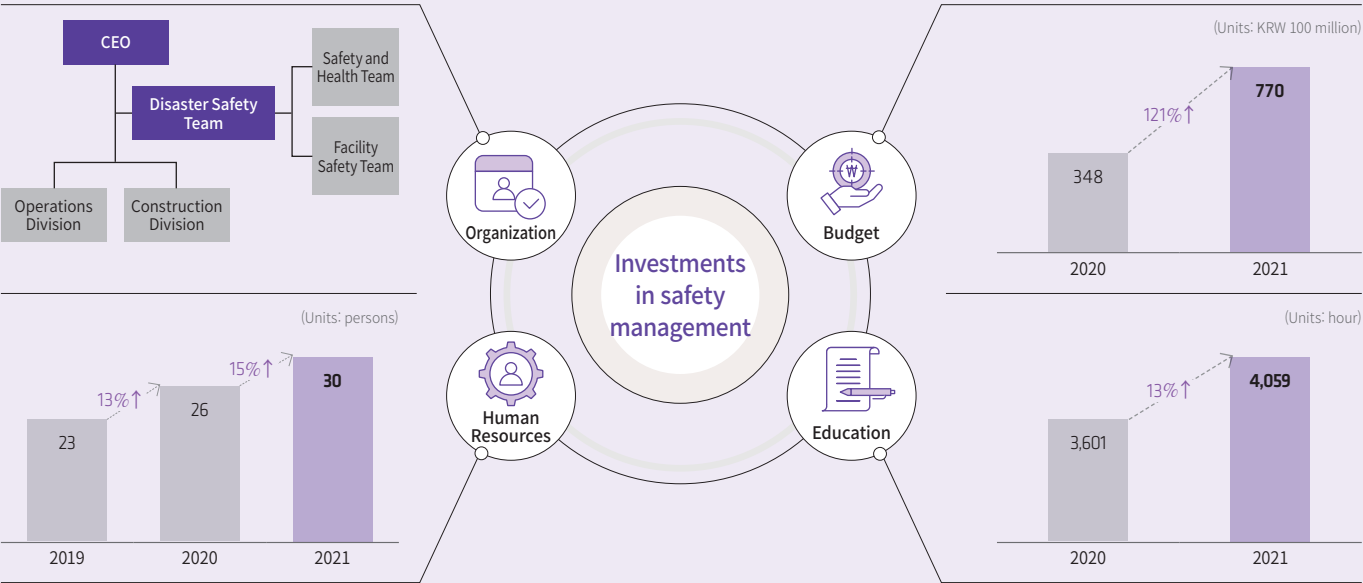 CEO
Disaster Safety
Team
Safety and
Health Team
Facility
Safety Team
Operations
Division
Construction
Division
(Units: persons)
13%↑
15%↑
23
26
30
2019
2020
2021
Organization
₩
Budget
Investments
in safety
management
Human
Resources
Education
(Units: KRW 100 million)
121%↑
348
770
2020
2021
(Units: hour)
13%↑
3,601
4,059
2020
2021